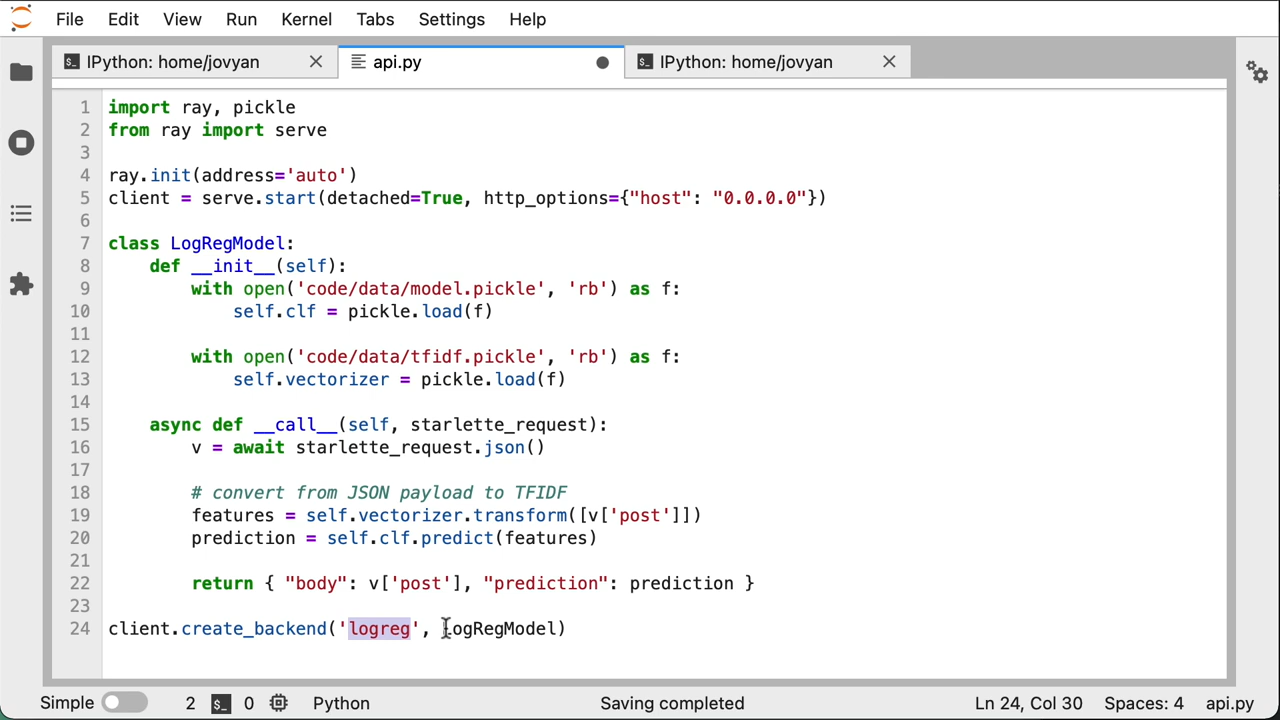 File Edit View Run Kernel Tabs Settings Help
IPython: home/jovyan api.py IPython: home/jovyan
1 import ray, pickle
2 from ray import serve
3
4 ray.init(address='auto')
5 client = serve.start(detached=True, http_options={"host": "0.0.0.0"})
6
7 class LogRegModel:
8     def __init__(self):
9         with open('code/data/model.pickle', 'rb') as f:
10             self.clf = pickle.load(f)
11
12         with open('code/data/tfidf.pickle', 'rb') as f:
13             self.vectorizer = pickle.load(f)
14
15     async def __call__(self, starlette_request):
16         v = await starlette_request.json()
17
18         # convert from JSON payload to TFIDF
19         features = self.vectorizer.transform([v['post']])
20         prediction = self.clf.predict(features)
21
22         return { "body": v['post'], "prediction": prediction }
23
24 client.create_backend('logreg', LogRegModel)
Simple 2 $_ 0 Python Saving completed Ln 24, Col 30 Spaces: 4 api.py